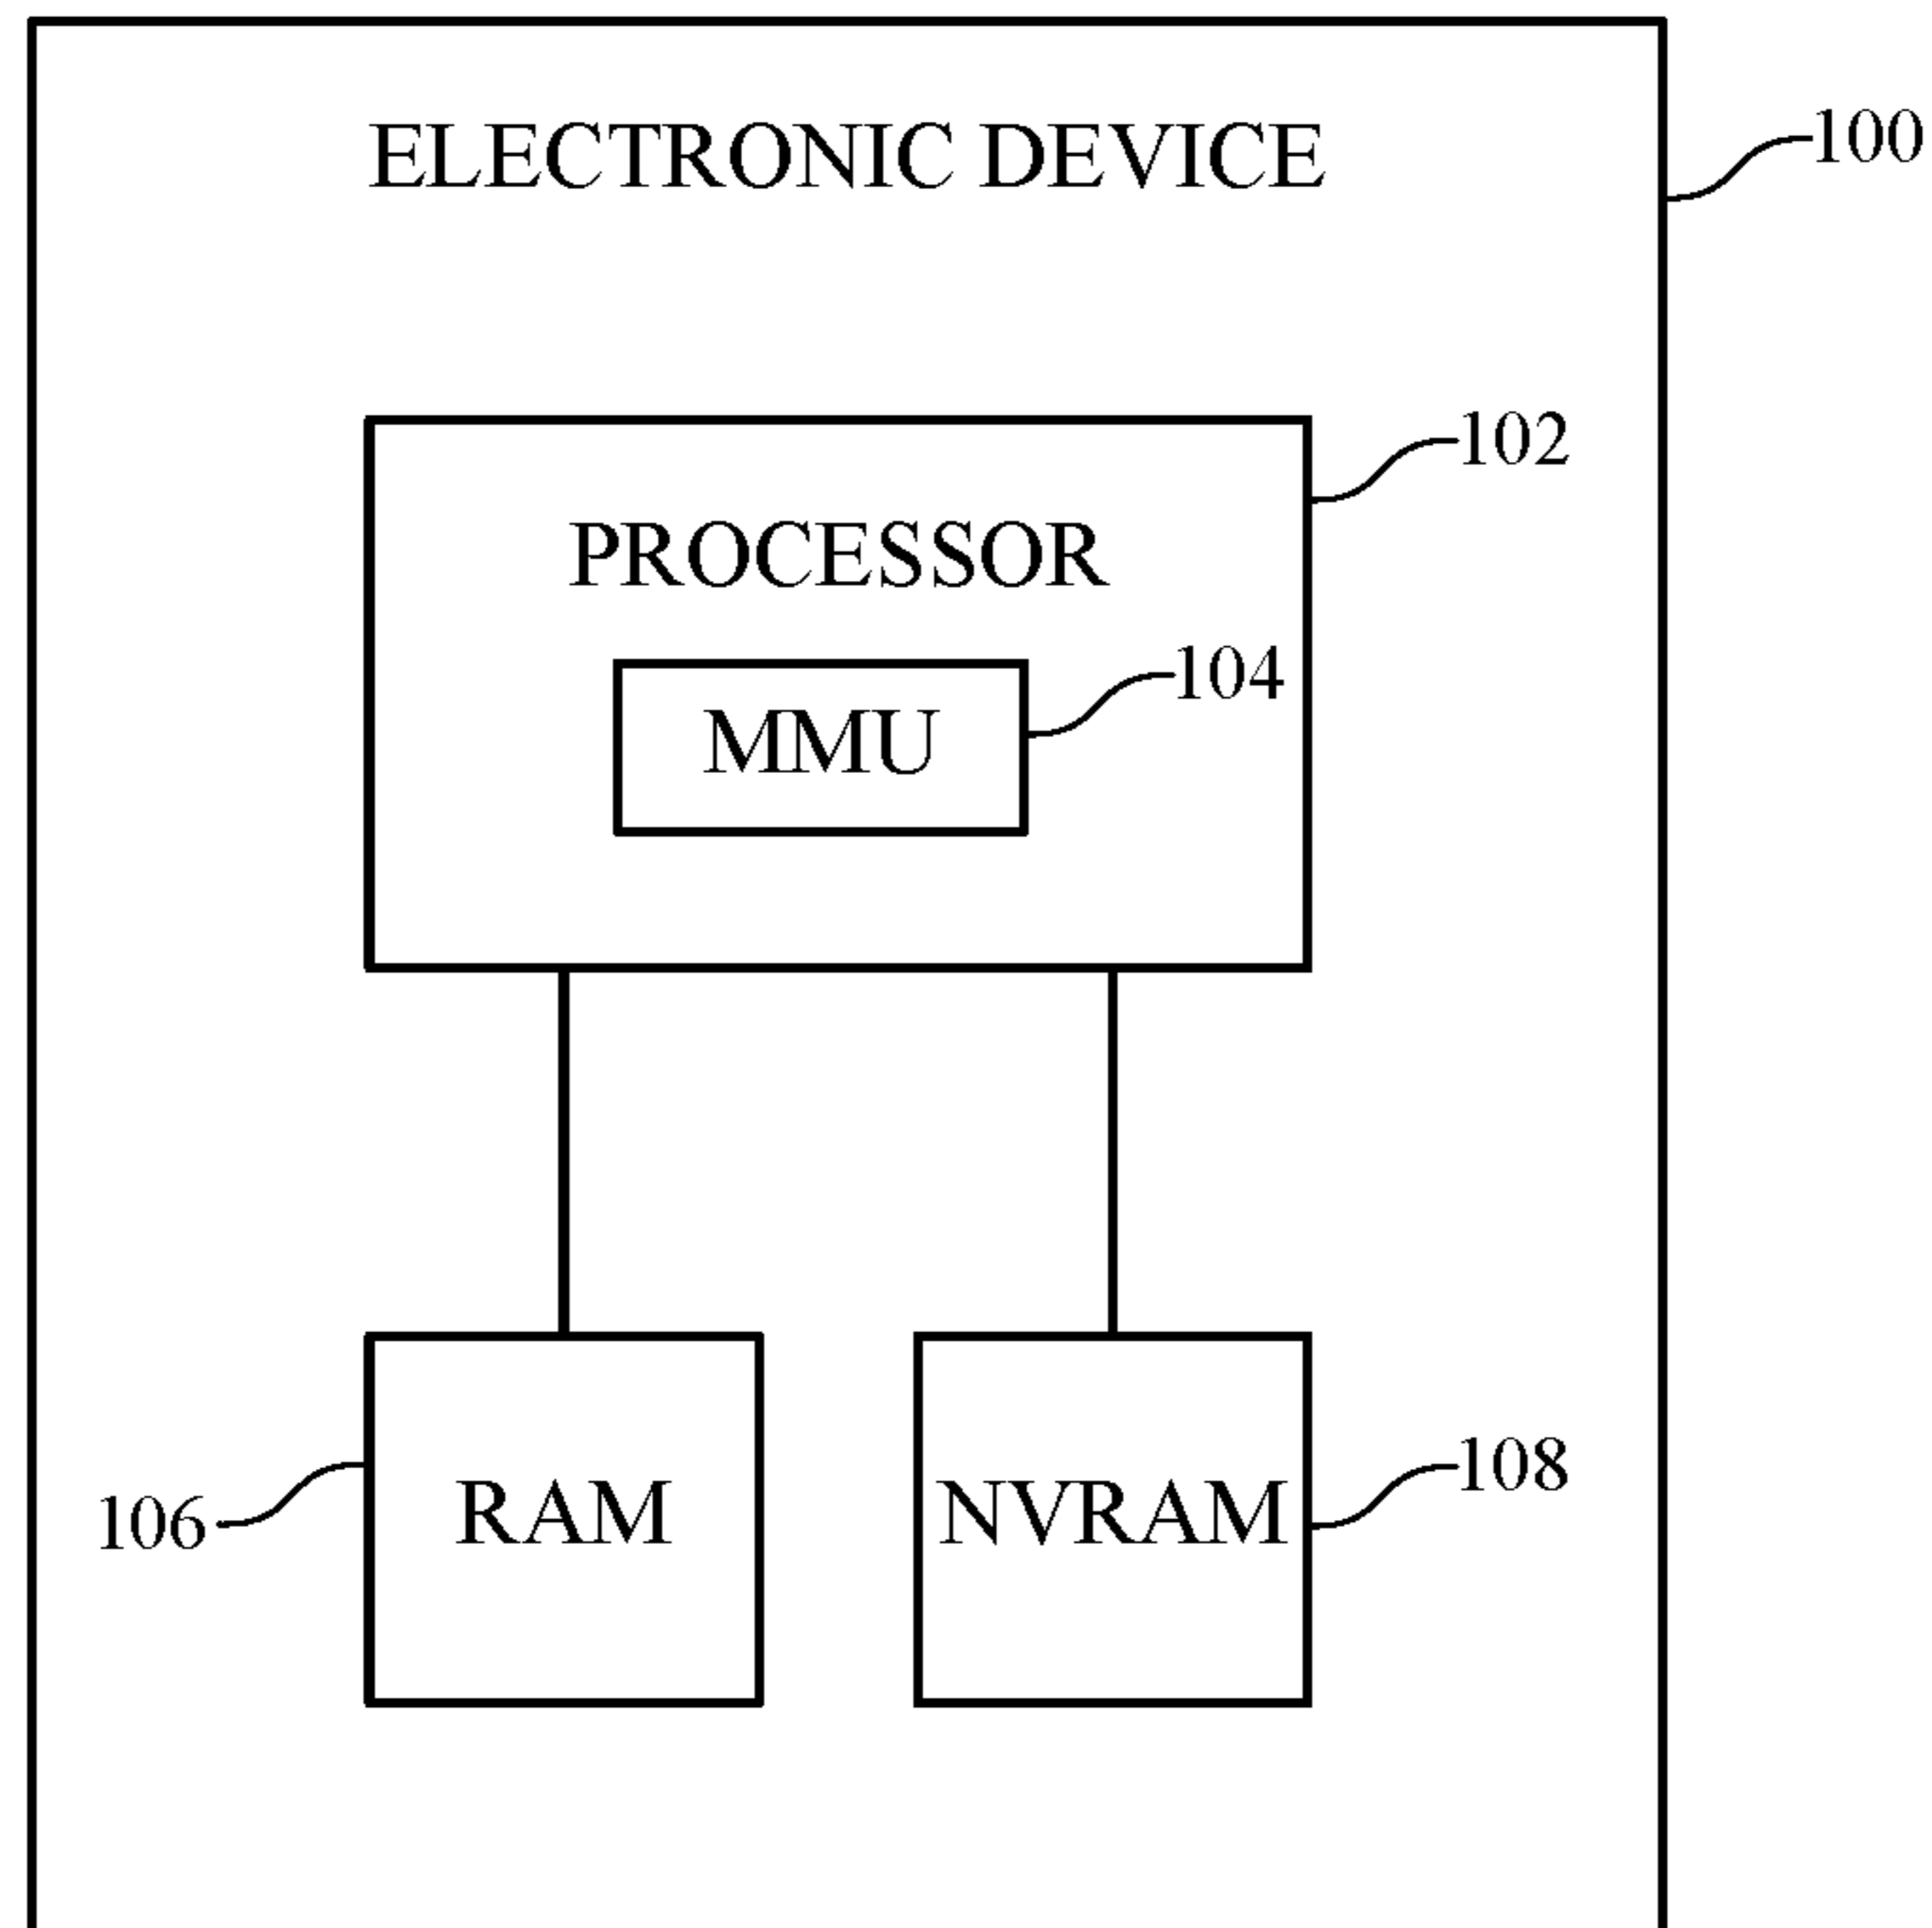 ELECTRONIC DEVICE
100
102
PROCESSOR
104
MMU
108
106
RAM
NVRAM